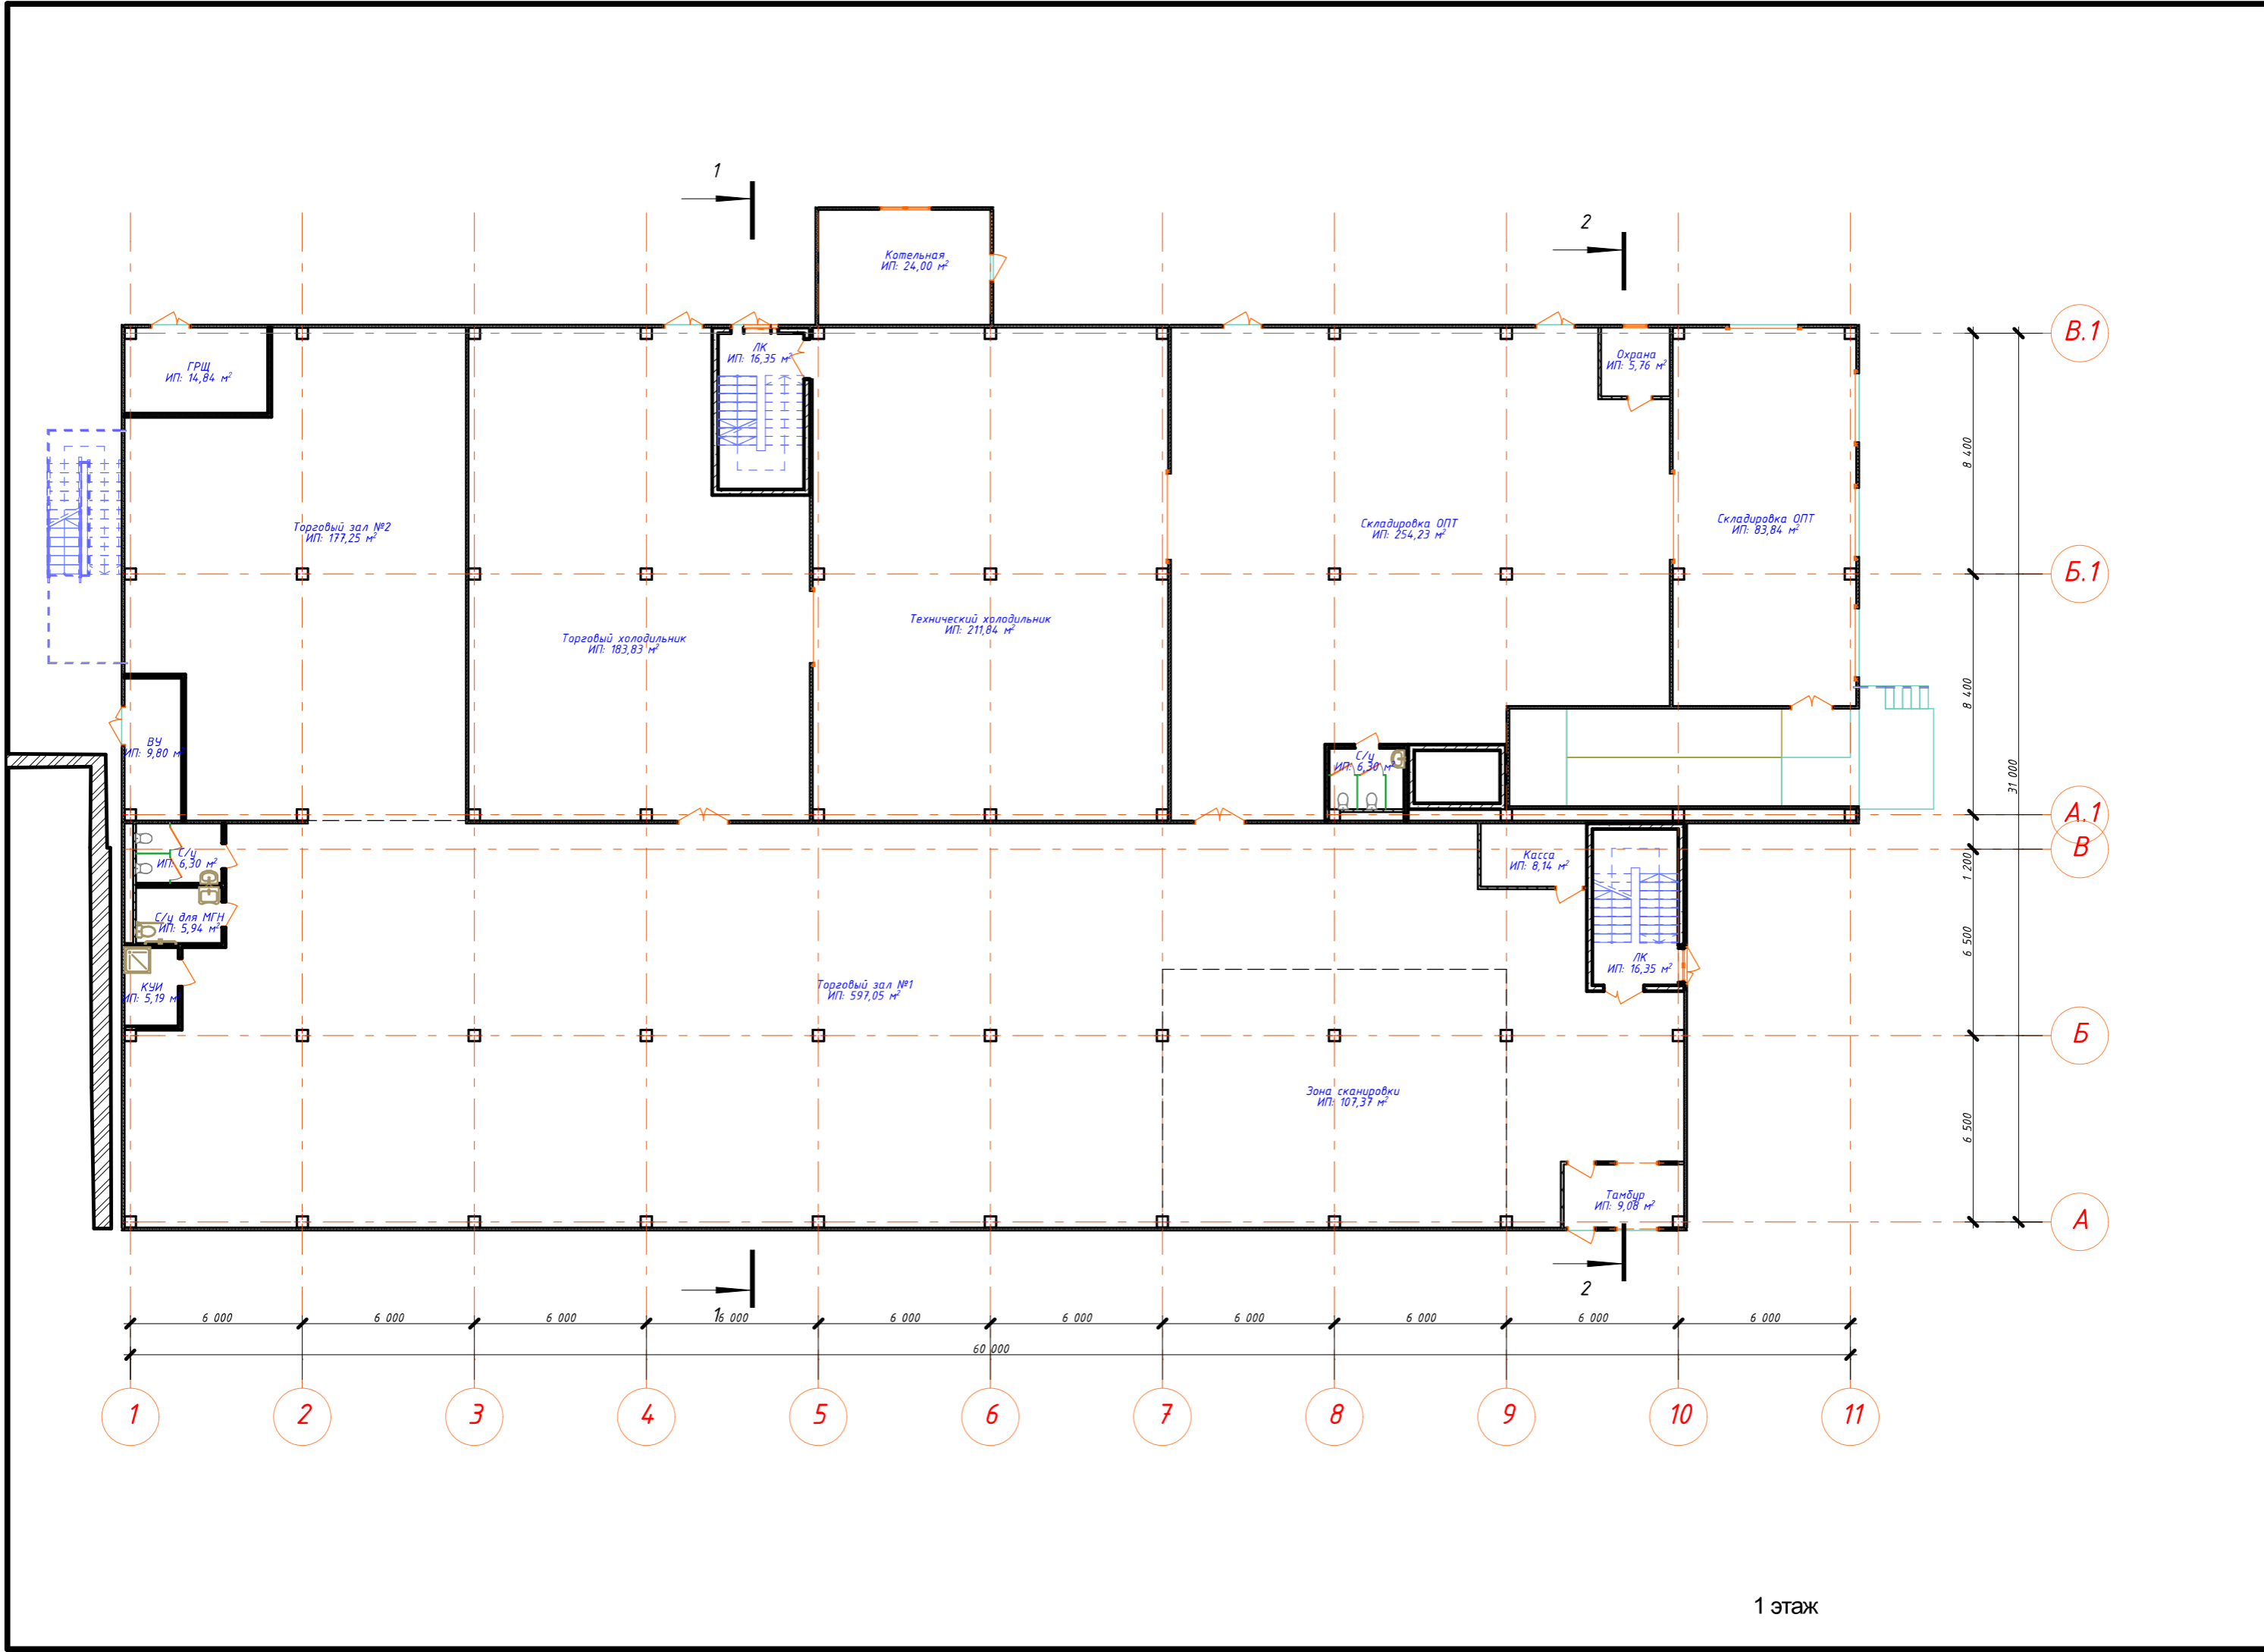 1
2
Котельная
ИП: 24,00 м²
В.1
ГРЩ
ИП: 14,84 м²
ЛК
ИП: 16,35 м²
Охрана
ИП: 5,76 м²
8 400
Торговый зал №2
ИП: 177,25 м²
Складировка ОПТ
ИП: 254,23 м²
Складировка ОПТ
ИП: 83,84 м²
Б.1
Технический холодильник
ИП: 211,84 м²
Торговый холодильник
ИП: 183,83 м²
8 400
ВУ
ИП: 9,80 м²
С/у
ИП: 6,30 м²
31 000
А.1
В
С/у
ИП: 6,30 м²
Касса
ИП: 8,14 м²
1 200
С/у для МГН
ИП: 5,94 м²
6 500
ЛК
ИП: 16,35 м²
КУИ
ИП: 5,19 м²
Торговый зал №1
ИП: 597,05 м²
Б
Зона сканировки
ИП: 107,37 м²
6 500
Тамбур
ИП: 9,08 м²
А
1
2
6 000
6 000
6 000
6 000
6 000
6 000
6 000
6 000
6 000
6 000
60 000
1
2
3
4
5
6
7
8
9
10
11
1 этаж